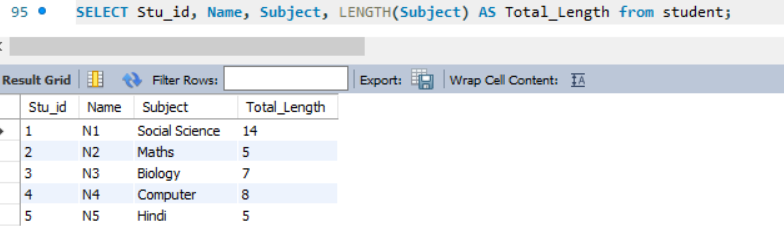 95 SELECT Stu_id, Name, Subject, LENGTH(Subject) AS Total_Length from student;
Result Grid Filter Rows: Export: Wrap Cell Content: IA
Stu_id Name Subject Total_Length
1 N1 Social Science 14
2 N2 Maths 5
3 N3 Biology 7
4 N4 Computer 8
5 N5 Hindi 5